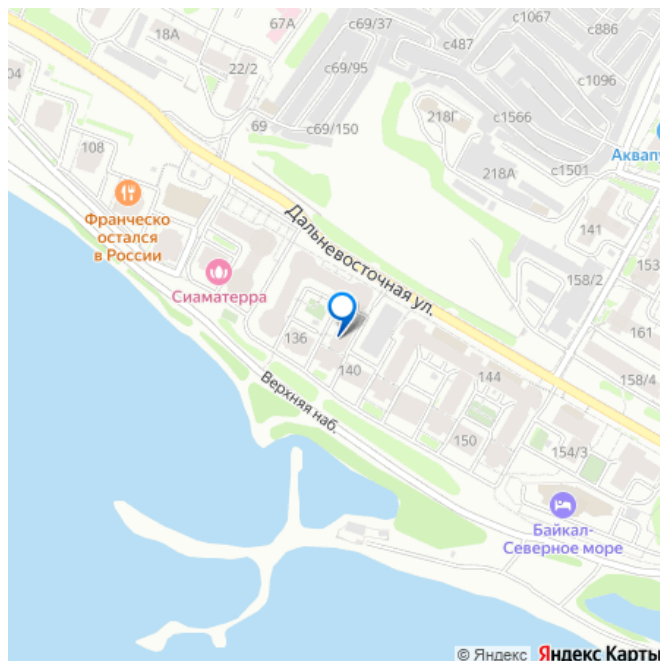 67А
с69/37
с1067
с886
18А
с487
22/2
с69/95
с1096
218Г
с1566
69
с69/150
108
218А
с1501
Франческо
остался
в России
Дальневосточная ул.
141
158/2
Сиаматерра
161
136
140
144
158/4
Верхняя наб.
150
154/3
Байкал-
Северное море
© Яндекс Яндекс Карты